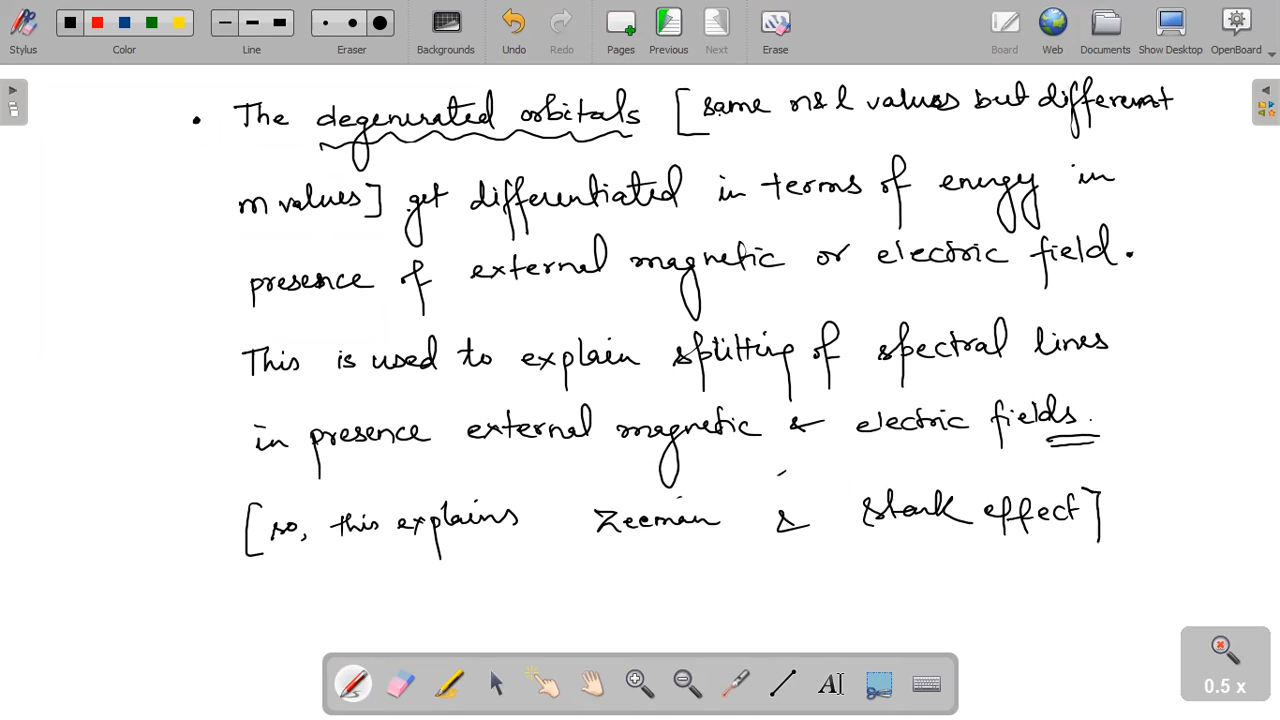 Stylus
Color
Line
Eraser
Backgrounds
Undo
Redo
Pages
Previous
Next
Erase
Board
Web
Documents
Show Desktop
OpenBoard
• The degenerated orbitals [same n & l values but different
m values] get differentiated in terms of energy in
presence of external magnetic or electric field.
This is used to explain splitting of spectral lines
in presence external magnetic & electric fields.
[so, this explains Zeeman & Stark effect]
0.5 x